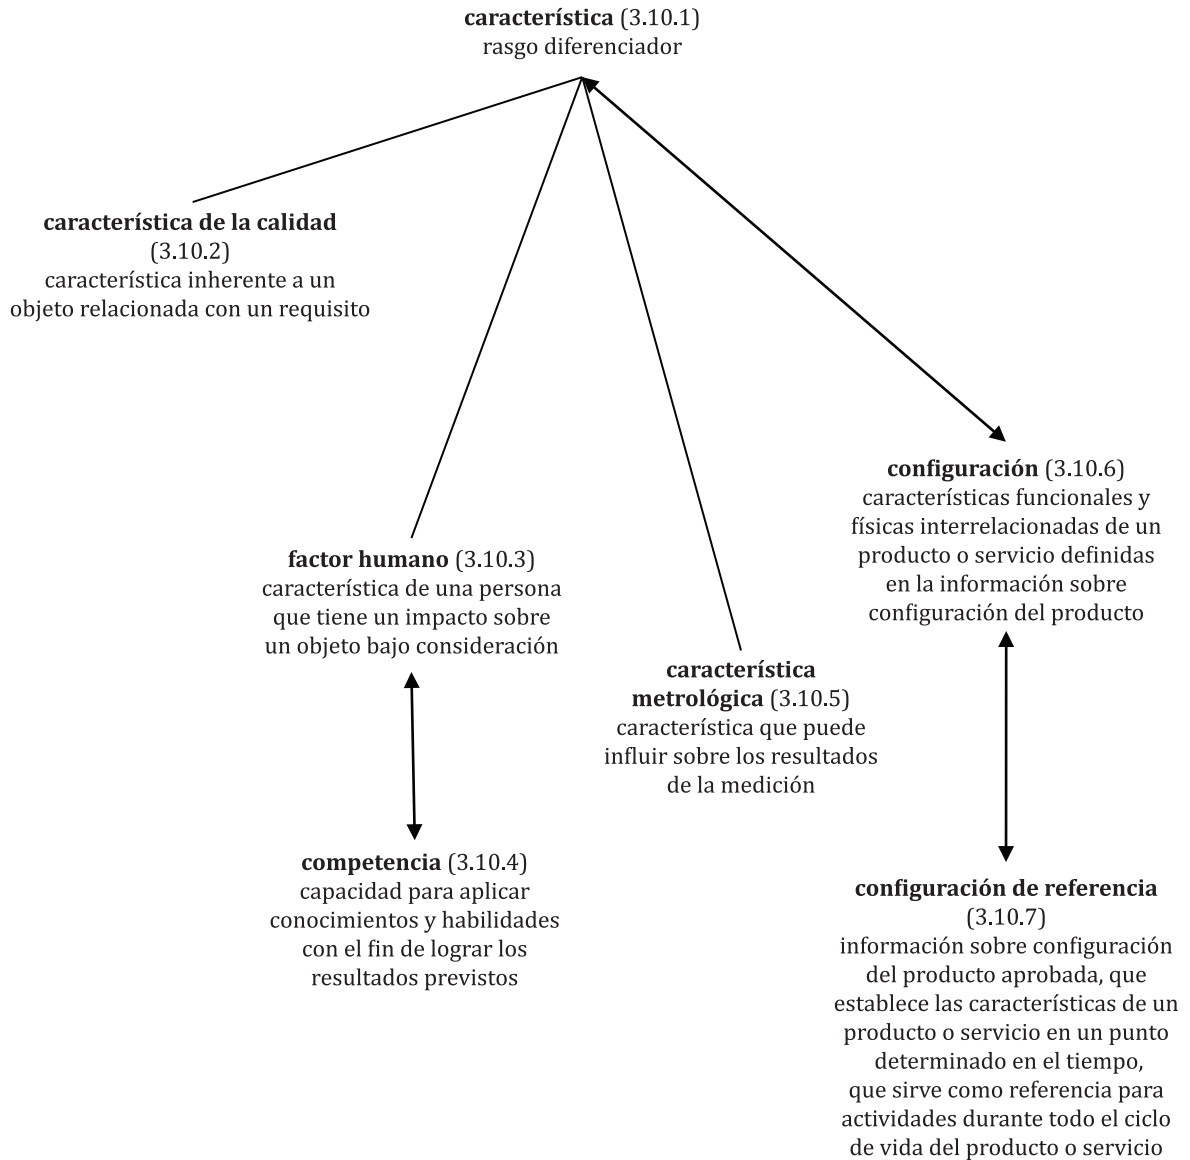 característica (3.10.1)
rasgo diferenciador
característica de la calidad
(3.10.2)
característica inherente a un
objeto relacionada con un requisito
factor humano (3.10.3)
característica de una persona
que tiene un impacto sobre
un objeto bajo consideración
competencia (3.10.4)
capacidad para aplicar
conocimientos y habilidades
con el fin de lograr los
resultados previstos
característica
metrológica (3.10.5)
característica que puede
influir sobre los resultados
de la medición
configuración (3.10.6)
características funcionales y
físicas interrelacionadas de un
producto o servicio definidas
en la información sobre
configuración del producto
configuración de referencia
(3.10.7)
información sobre configuración
del producto aprobada, que
establece las características de un
producto o servicio en un punto
determinado en el tiempo,
que sirve como referencia para
actividades durante todo el ciclo
de vida del producto o servicio